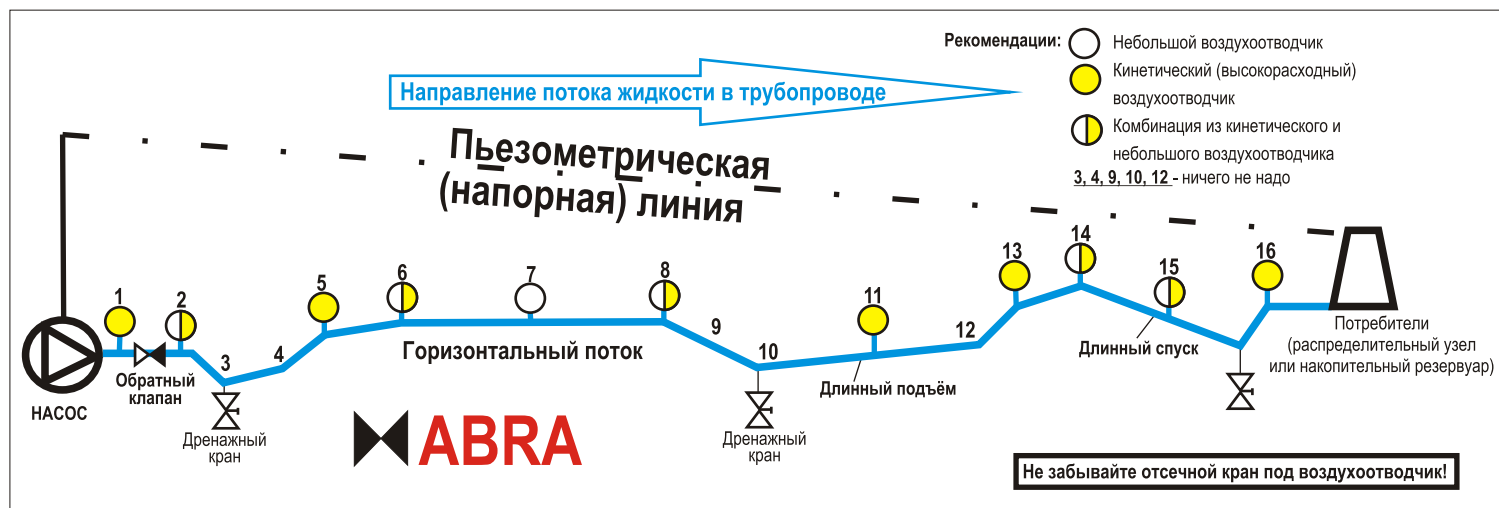 Рекомендации:
Небольшой воздухоотводчик
Кинетический (высокорасходный)
воздухоотводчик
Комбинация из кинетического и
небольшого воздухоотводчика
3, 4, 9, 10, 12 - ничего не надо
Направление потока жидкости в трубопроводе
Пьезометрическая
(напорная) линия
1
2
3
4
5
6
7
8
9
10
11
12
13
14
15
16
НАСОС
Обратный
клапан
Дренажный
кран
Горизонтальный поток
ABRA
Дренажный
кран
Длинный подъём
Длинный спуск
Потребители
(распределительный узел
или накопительный резервуар)
Не забывайте отсечной кран под воздухоотводчик!